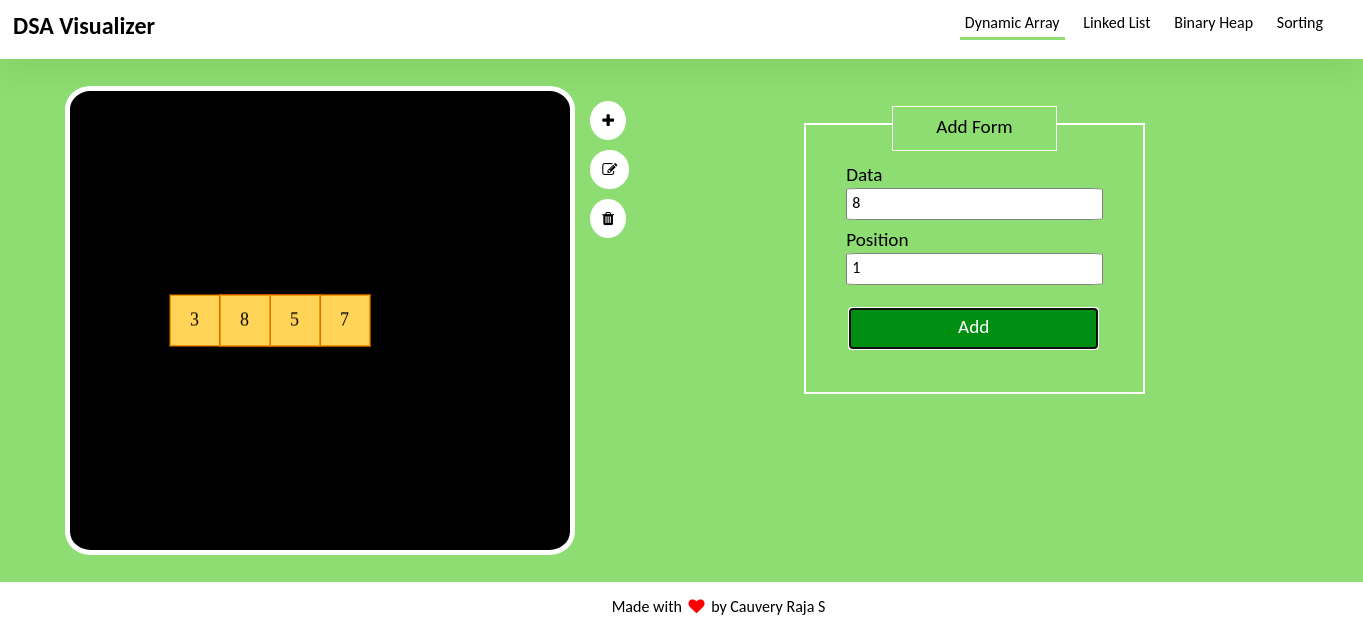 DSA Visualizer
Dynamic Array Linked List Binary Heap Sorting
3 8 5 7
Add Form
Data
8
Position
1
Add
Made with by Cauvery Raja S